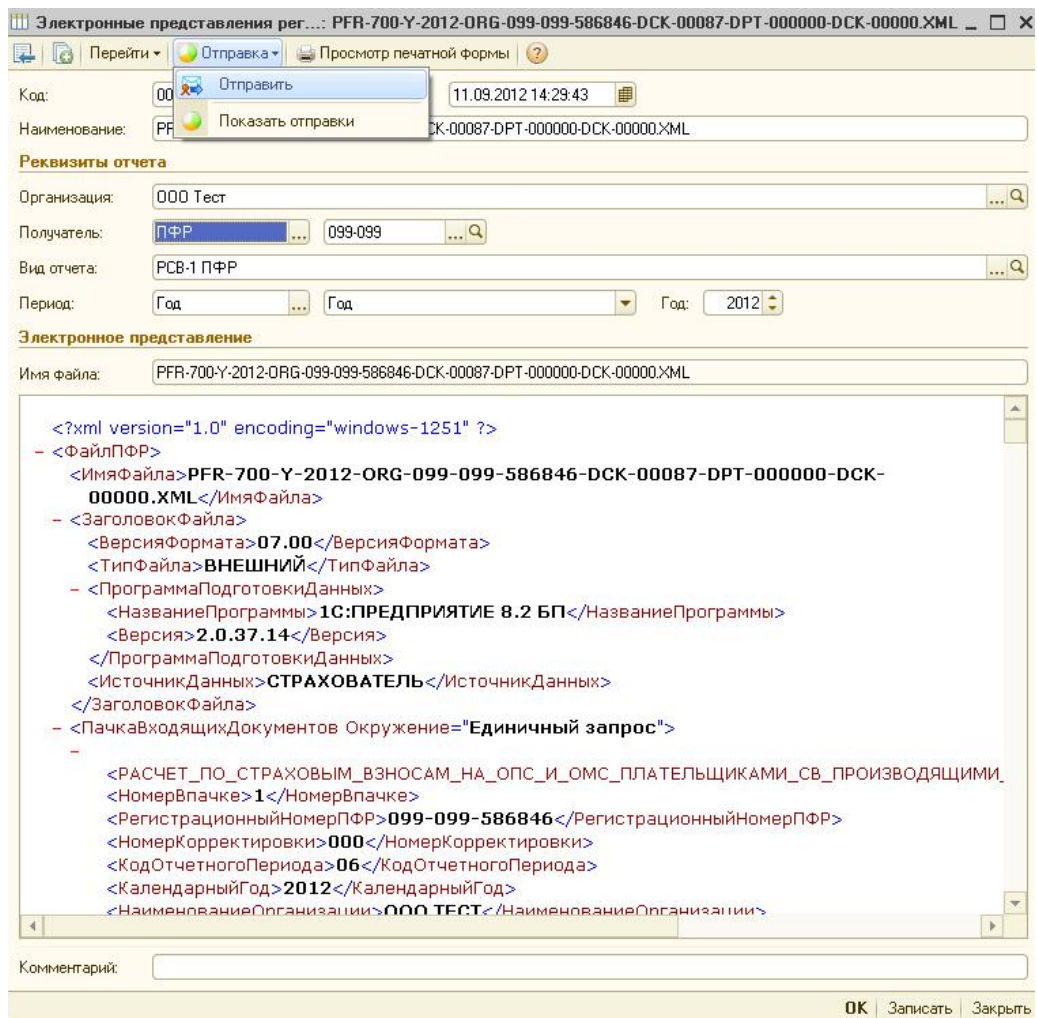 Электронные представления рег...: PFR-700-Y-2012-ORG-099-099-586846-DCK-00087-DPT-000000-DCK-00000.XML
Перейти Отправка Просмотр печатной формы ?
Отправить
Показать отправки
Код: 00 11.09.2012 14:29:43
Наименование: PF CK-00087-DPT-000000-DCK-00000.XML
Реквизиты отчета
Организация: ООО Тест ...
Получатель: ПФР ... 099-099 ...
Вид отчета: РСВ-1 ПФР ...
Период: Год ... Год Год: 2012
Электронное представление
Имя файла: PFR-700-Y-2012-ORG-099-099-586846-DCK-00087-DPT-000000-DCK-00000.XML
<?xml version="1.0" encoding="windows-1251" ?>
- <ФайлПФР>
<ИмяФайла>PFR-700-Y-2012-ORG-099-099-586846-DCK-00087-DPT-000000-DCK-
00000.XML</ИмяФайла>
- <ЗаголовокФайла>
<ВерсияФормата>07.00</ВерсияФормата>
<ТипФайла>ВНЕШНИЙ</ТипФайла>
- <ПрограммаПодготовкиДанных>
<НазваниеПрограммы>1С:ПРЕДПРИЯТИЕ 8.2 БП</НазваниеПрограммы>
<Версия>2.0.37.14</Версия>
</ПрограммаПодготовкиДанных>
<ИсточникДанных>СТРАХОВАТЕЛЬ</ИсточникДанных>
</ЗаголовокФайла>
- <ПачкаВходящихДокументов Окружение="Единичный запрос">
-
<РАСЧЕТ_ПО_СТРАХОВЫМ_ВЗНОСАМ_НА_ОПС_И_ОМС_ПЛАТЕЛЬЩИКАМИ_СВ_ПРОИЗВОДЯЩИМИ_
<НомерВпачке>1</НомерВпачке>
<РегистрационныйНомерПФР>099-099-586846</РегистрационныйНомерПФР>
<НомерКорректировки>000</НомерКорректировки>
<КодОтчетногоПериода>06</КодОтчетногоПериода>
<КалендарныйГод>2012</КалендарныйГод>
<НаименованиеОрганизации>ООО ТЕСТ</НаименованиеОрганизации>
Комментарий:
ОК Записать Закрыть